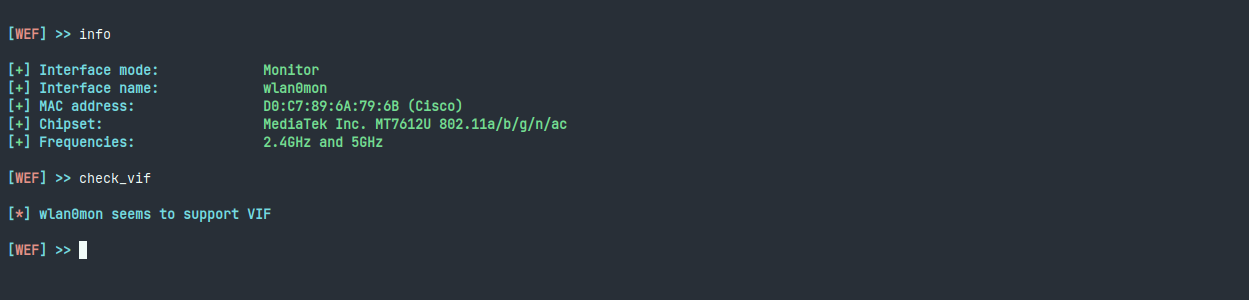 [WEF] >> info
[+] Interface mode: Monitor
[+] Interface name: wlan0mon
[+] MAC address: D0:C7:89:6A:79:6B (Cisco)
[+] Chipset: MediaTek Inc. MT7612U 802.11a/b/g/n/ac
[+] Frequencies: 2.4GHz and 5GHz
[WEF] >> check_vif
[*] wlan0mon seems to support VIF
[WEF] >>